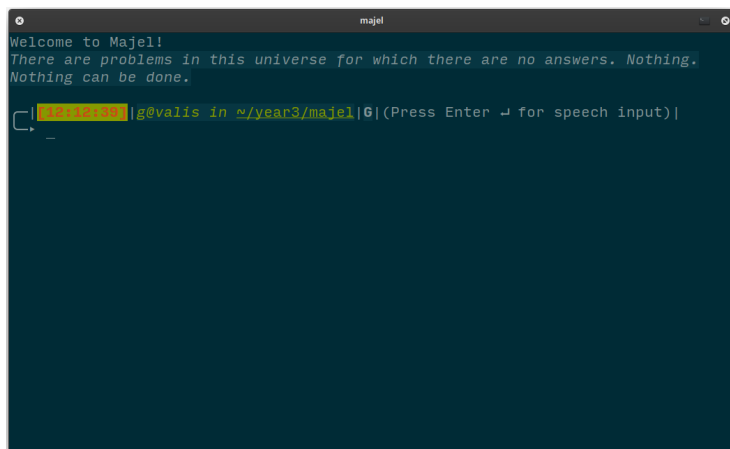 majel
Welcome to Majel!
There are problems in this universe for which there are no answers. Nothing.
Nothing can be done.
|[12:12:39]|g@valis in ~/year3/majel|G|(Press Enter ↵ for speech input)|
_